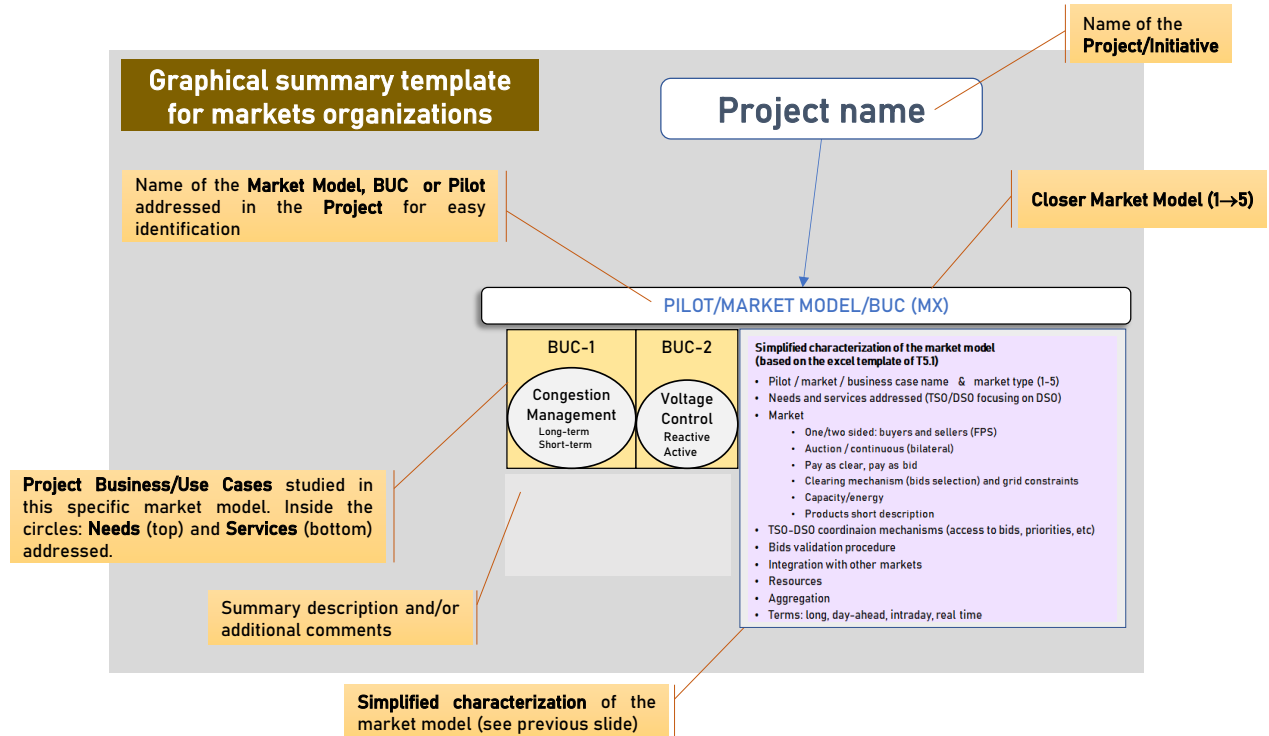 Name of the
Project/Initiative
Graphical summary template
for markets organizations
Project name
Name of the Market Model, BUC or Pilot
addressed in the Project for easy
identification
Closer Market Model (1→5)
PILOT/MARKET MODEL/BUC (MX)
BUC-1
Congestion
Management
Long-term
Short-term
BUC-2
Voltage
Control
Reactive
Active
Simplified characterization of the market model
(based on the excel template of T5.1)
• Pilot / market / business case name & market type (1-5)
• Needs and services addressed (TSO/DSO focusing on DSO)
• Market
• One/two sided: buyers and sellers (FPS)
• Auction / continuous (bilateral)
• Pay as clear, pay as bid
• Clearing mechanism (bids selection) and grid constraints
• Capacity/energy
• Products short description
• TSO-DSO coordinaion mechanisms (access to bids, priorities, etc)
• Bids validation procedure
• Integration with other markets
• Resources
• Aggregation
• Terms: long, day-ahead, intraday, real time
Project Business/Use Cases studied in
this specific market model. Inside the
circles: Needs (top) and Services (bottom)
addressed.
Summary description and/or
additional comments
Simplified characterization of the
market model (see previous slide)